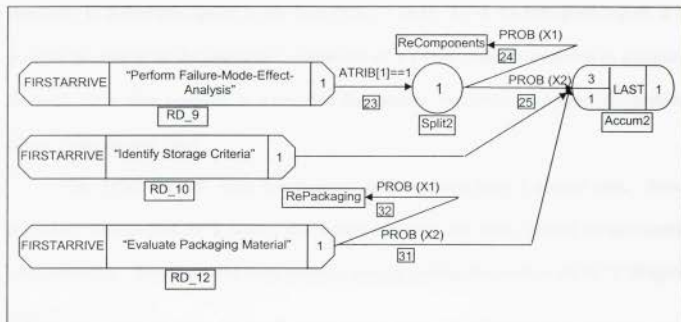 PROB (X1)
ReComponents
24
FIRSTARRIVE
“Perform Failure-Mode-Effect-
Analysis”
1
ATRIB[1]==1
23
1
PROB (X2)
25
3
1
LAST
1
RD_9
Split2
Accum2
FIRSTARRIVE
“Identify Storage Criteria”
1
RD_10
PROB (X1)
RePackaging
32
FIRSTARRIVE
“Evaluate Packaging Material”
1
PROB (X2)
31
RD_12